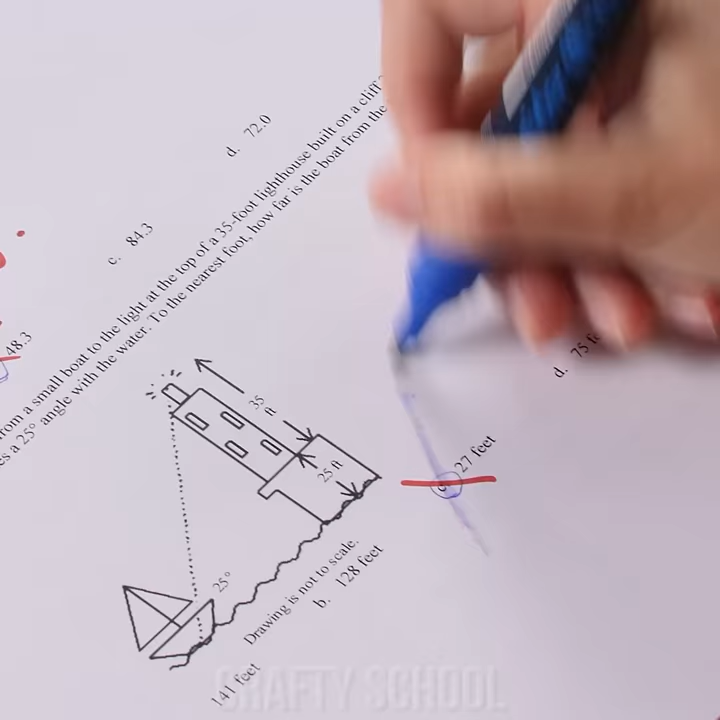 48.3
c. 84.3
d. 72.0
rom a small boat to the light at the top of a 35-foot lighthouse built on a cliff
s a 25° angle with the water. To the nearest foot, how far is the boat from the
35
ft
25 ft
25°
Drawing is not to scale.
141 feet
b. 128 feet
c. 27 feet
d. 75 fe
CRAFTY SCHOOL